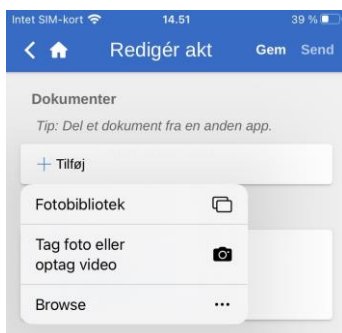 Intet SIM-kort 14.51 39 %
Redigér akt Gem Send
Dokumenter
Tip: Del et dokument fra en anden app.
+ Tilføj
Fotobibliotek
Tag foto eller
optag video
Browse